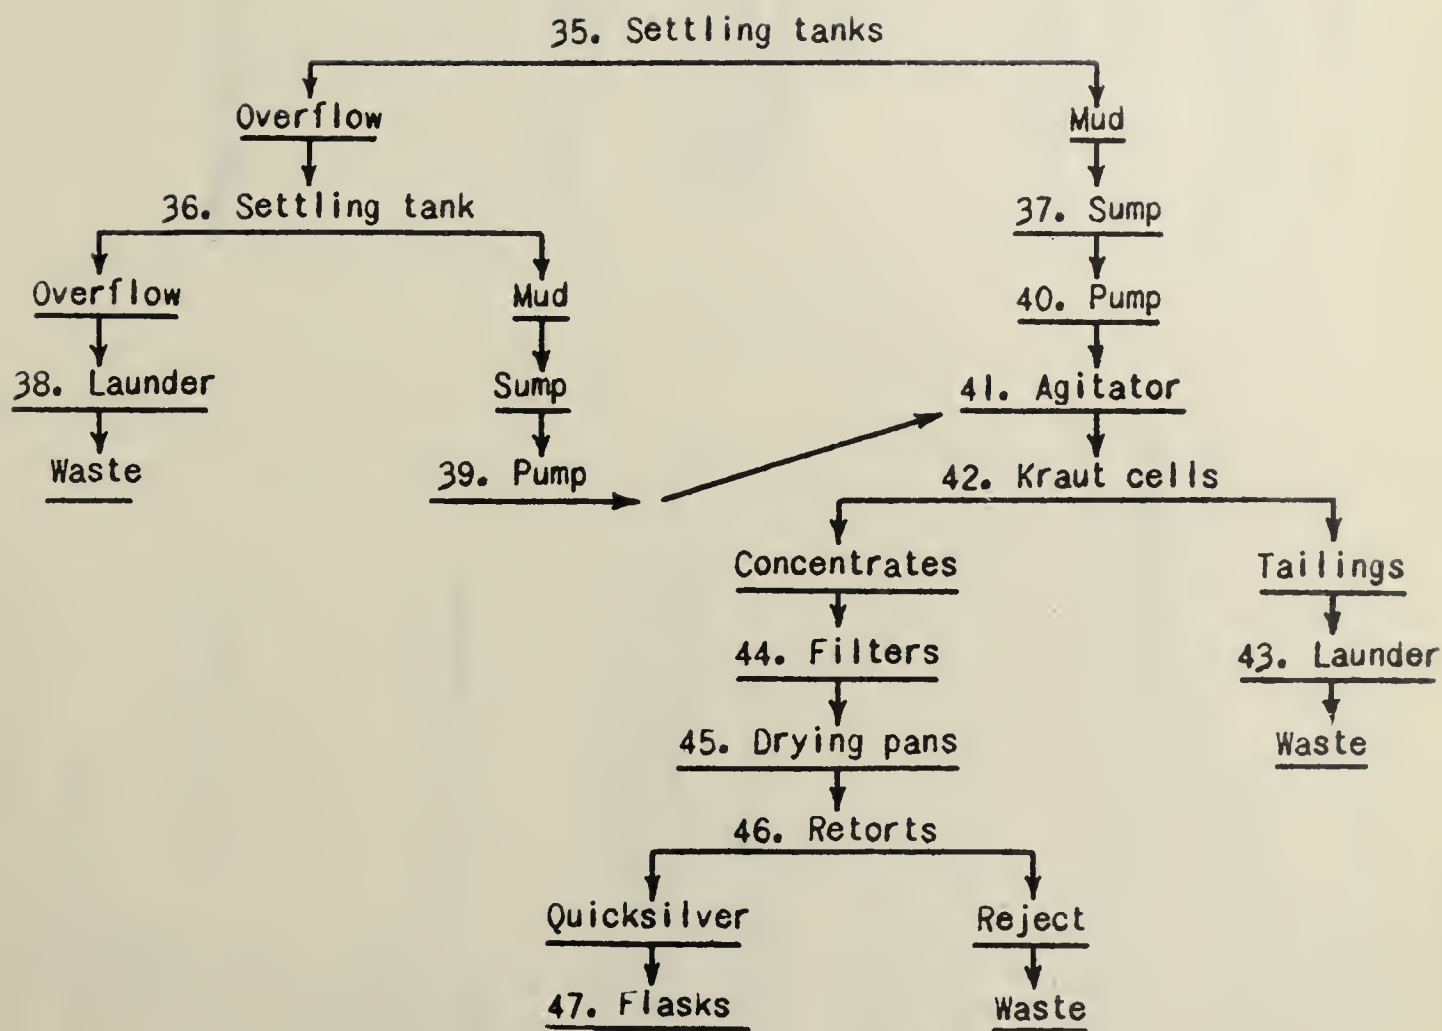 35. Settling tanks
Overflow
Mud
36. Settling tank
37. Sump
Overflow
Mud
40. Pump
38. Launder
Sump
41. Agitator
Waste
39. Pump
42. Kraut cells
Concentrates
Tailings
44. Filters
43. Launder
45. Drying pans
Waste
46. Retorts
Quicksilver
Reject
47. Flasks
Waste